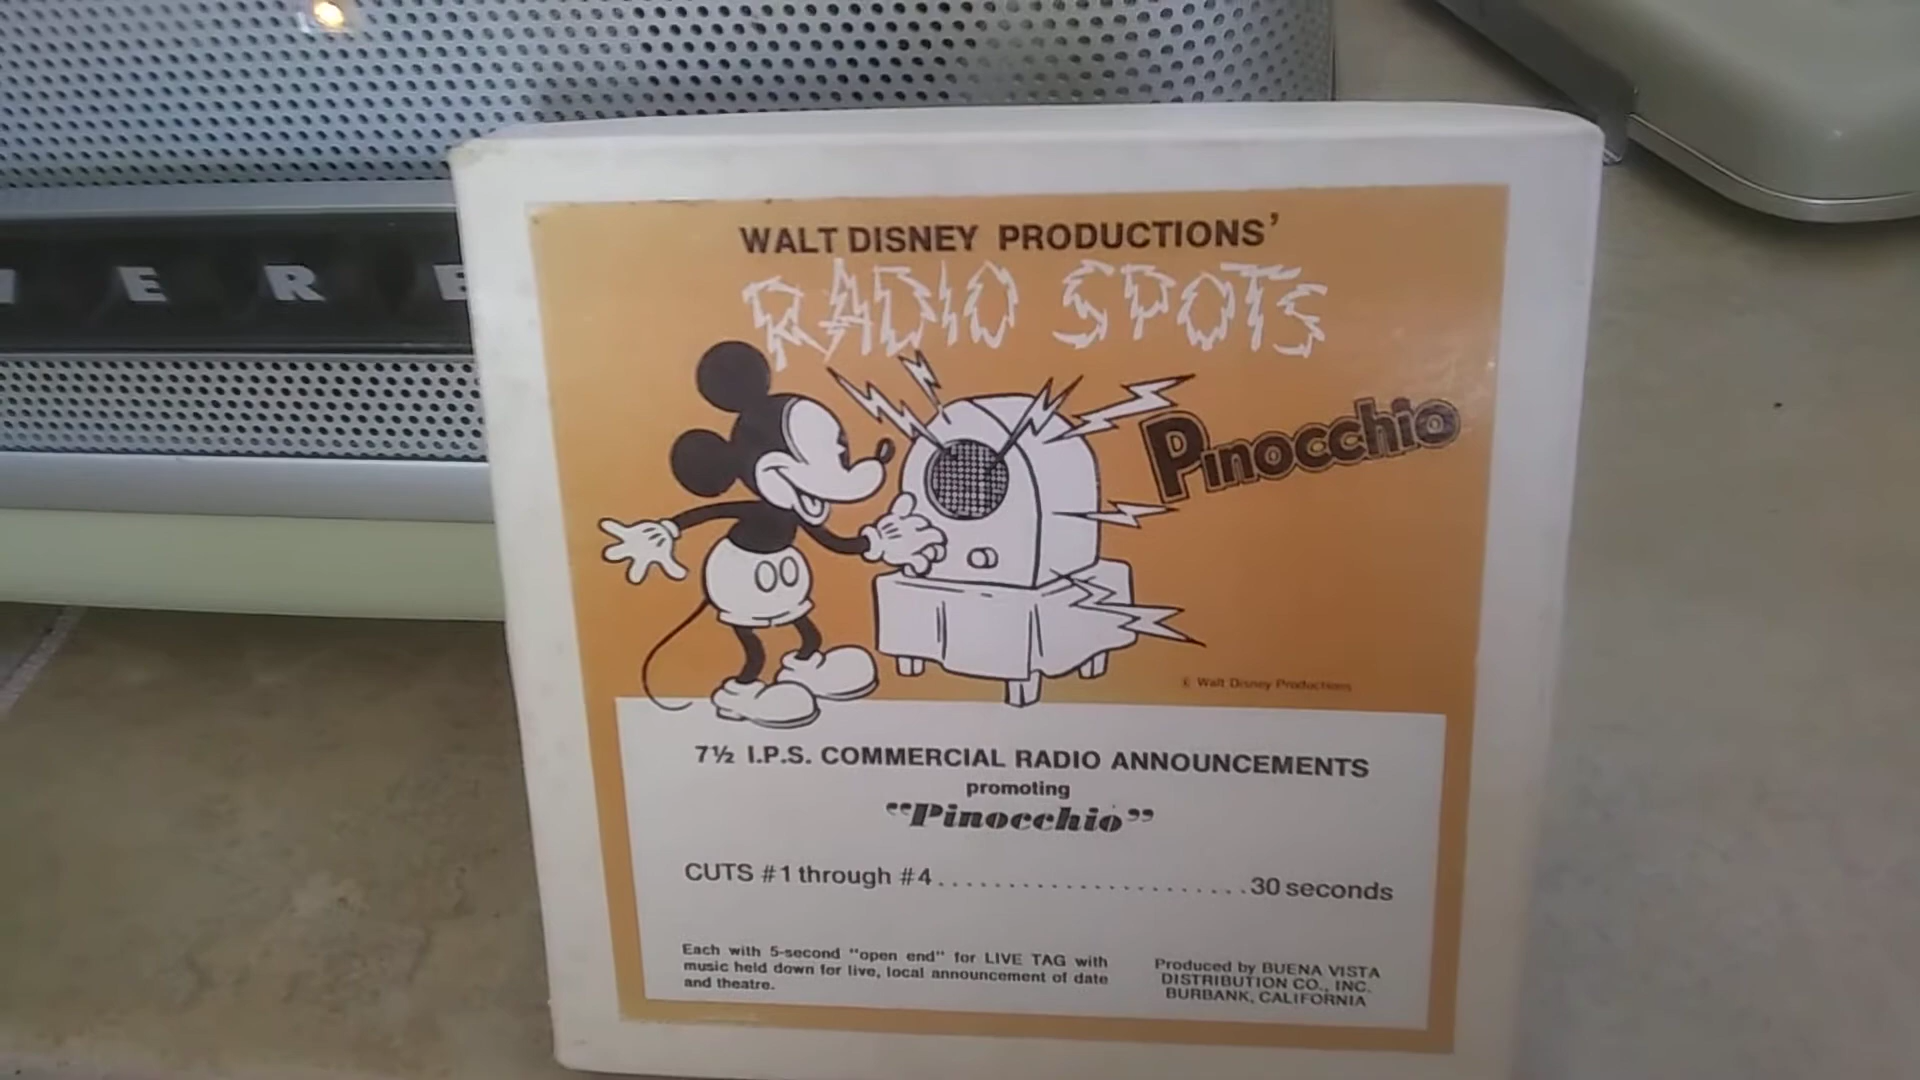 ERE
WALT DISNEY PRODUCTIONS'
RADIO SPOTS
Pinocchio
© Walt Disney Productions
7½ I.P.S. COMMERCIAL RADIO ANNOUNCEMENTS
promoting
"Pinocchio"
CUTS #1 through #4......................30 seconds
Each with 5-second "open end" for LIVE TAG with
music held down for live, local announcement of date
and theatre.
Produced by BUENA VISTA
DISTRIBUTION CO., INC.
BURBANK, CALIFORNIA